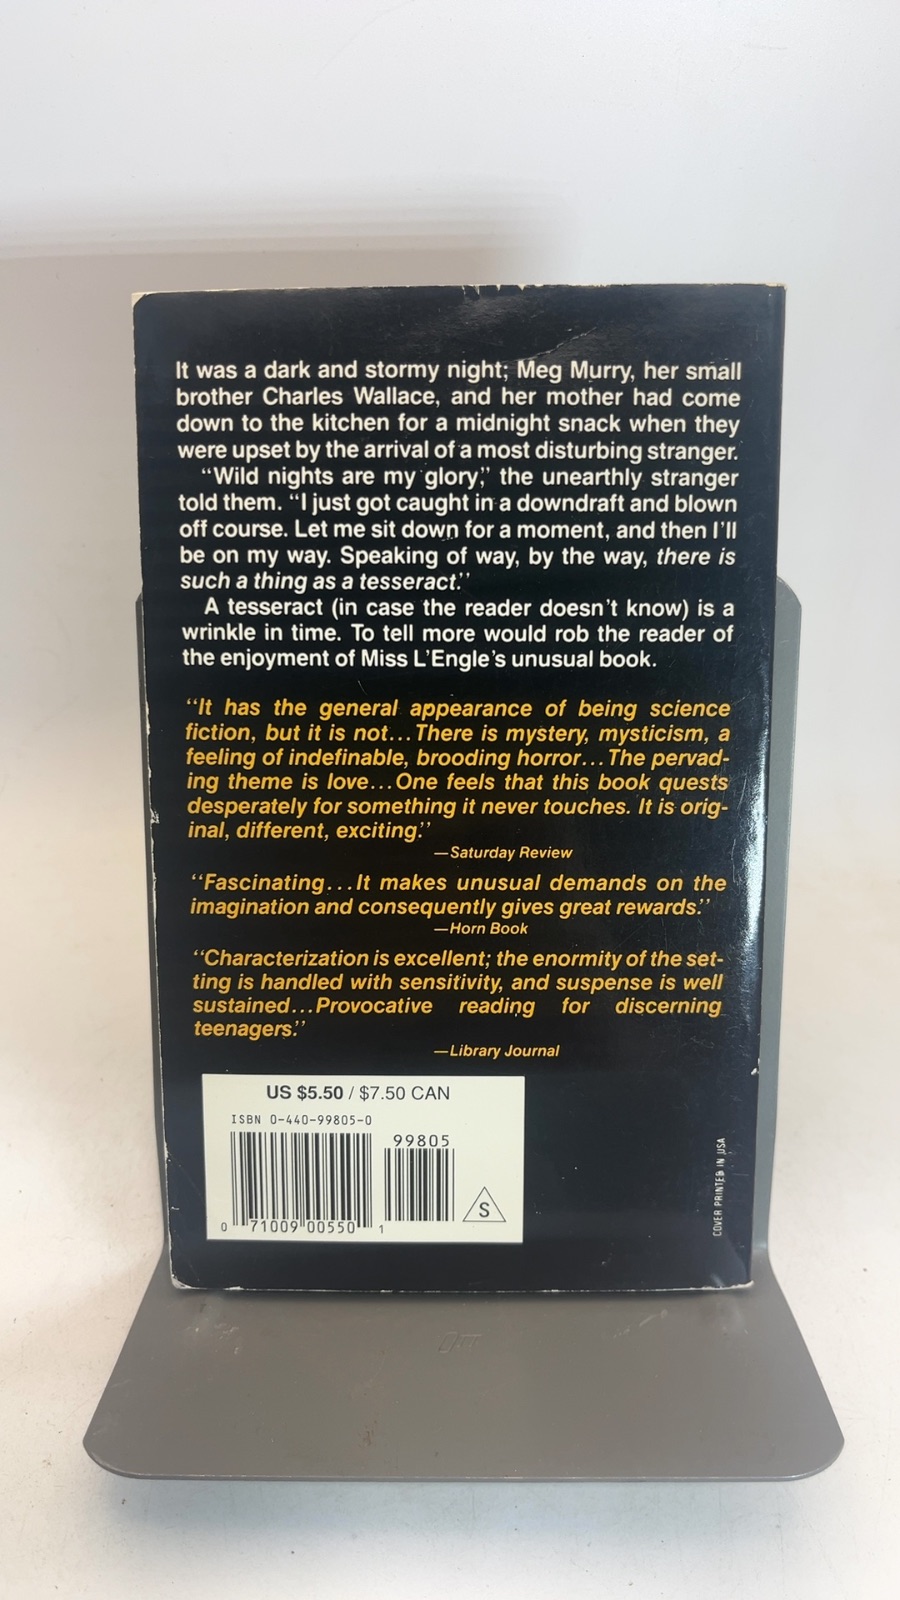 It was a dark and stormy night; Meg Murry, her small
brother Charles Wallace, and her mother had come
down to the kitchen for a midnight snack when they
were upset by the arrival of a most disturbing stranger.
"Wild nights are my glory," the unearthly stranger
told them. "I just got caught in a downdraft and blown
off course. Let me sit down for a moment, and then I'll
be on my way. Speaking of way, by the way, there is
such a thing as a tesseract."
A tesseract (in case the reader doesn't know) is a
wrinkle in time. To tell more would rob the reader of
the enjoyment of Miss L'Engle's unusual book.
"It has the general appearance of being science
fiction, but it is not...There is mystery, mysticism, a
feeling of indefinable, brooding horror...The pervad-
ing theme is love...One feels that this book quests
desperately for something it never touches. It is orig-
inal, different, exciting."
—Saturday Review
"Fascinating...It makes unusual demands on the
imagination and consequently gives great rewards."
—Horn Book
"Characterization is excellent; the enormity of the set-
ting is handled with sensitivity, and suspense is well
sustained...Provocative reading for discerning
teenagers."
—Library Journal
US $5.50 / $7.50 CAN
ISBN 0-440-99805-0
99805
0 71009 00550 1
S
COVER PRINTED IN USA